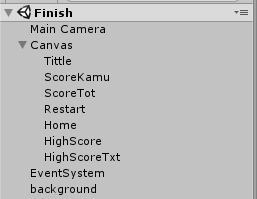 Finish
Main Camera
Canvas
Tittle
ScoreKamu
ScoreTot
Restart
Home
HighScore
HighScoreTxt
EventSystem
background